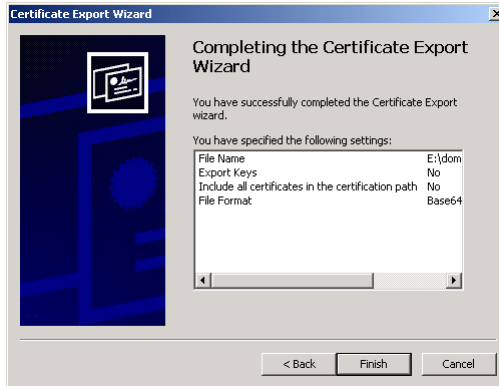 Certificate Export Wizard
Completing the Certificate Export
Wizard
You have successfully completed the Certificate Export
wizard.
You have specified the following settings:
File Name E:\dom
Export Keys No
Include all certificates in the certification path No
File Format Base64
< Back Finish Cancel